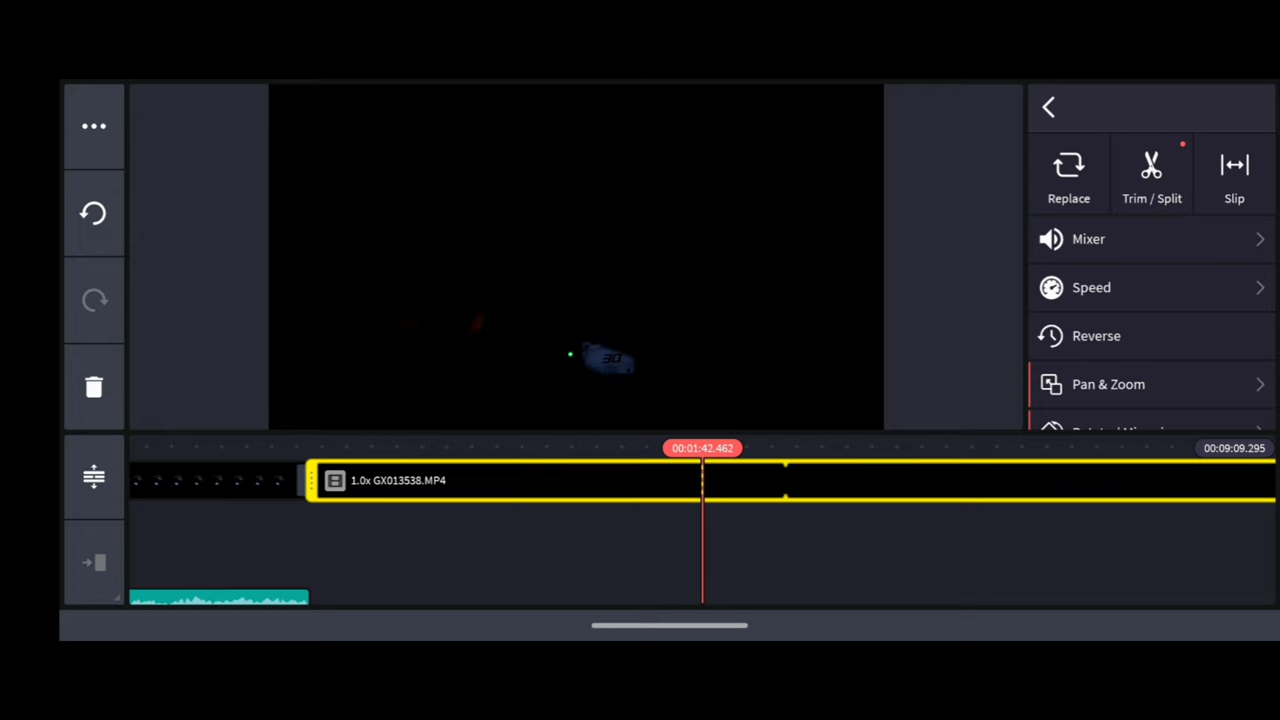 Replace
Trim / Split
Slip
Mixer
Speed
Reverse
Pan & Zoom
30
00:01:42.462
00:09:09.295
1.0x GX013538.MP4